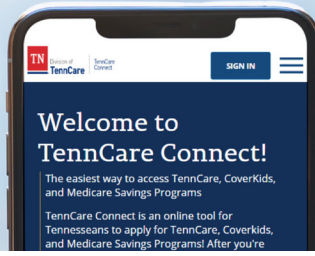 TN
Division of
TennCare
TennCare
Connect
SIGN IN
Welcome to
TennCare Connect!
The easiest way to access TennCare, CoverKids,
and Medicare Savings Programs
TennCare Connect is an online tool for
Tennesseans to apply for TennCare, Coverkids,
and Medicare Savings Programs! After you're